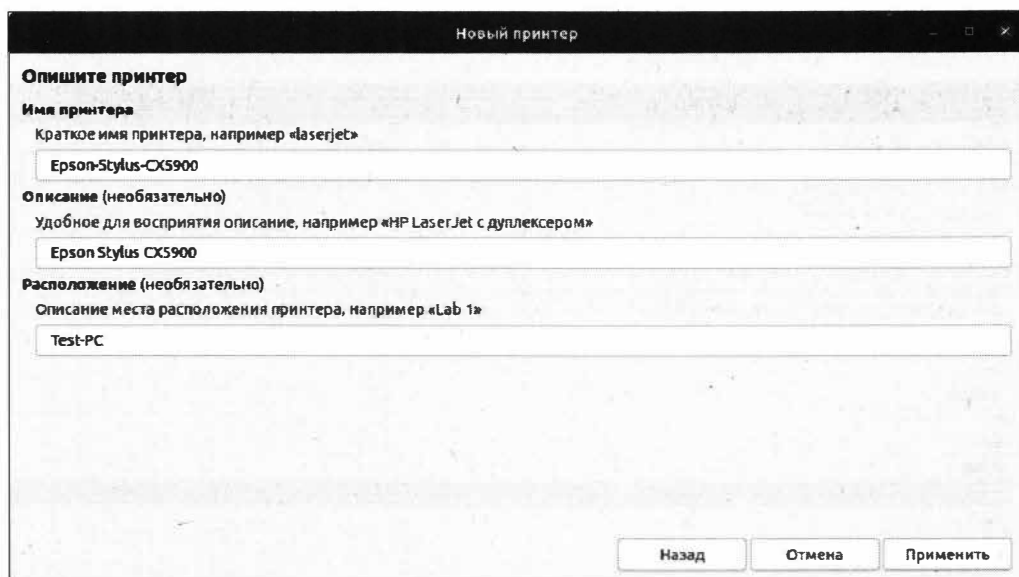 Новый принтер
Опишите принтер
Имя принтера
Краткое имя принтера, например «laserjet»
Epson-Stylus-CX5900
Описание (необязательно)
Удобное для восприятия описание, например «HP LaserJet с дуплексером»
Epson Stylus CX5900
Расположение (необязательно)
Описание места расположения принтера, например «Lab 1»
Test-PC
Назад Отмена Применить